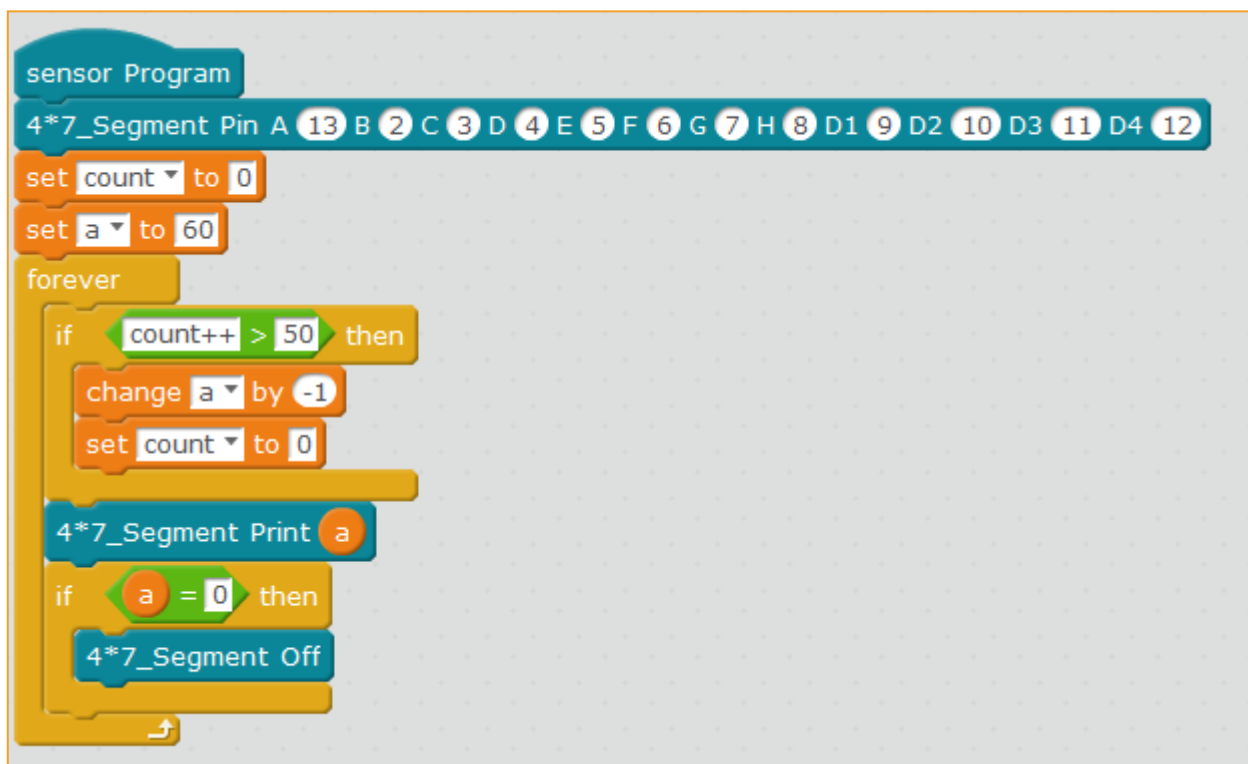 sensor Program
4*7_Segment Pin A 13 B 2 C 3 D 4 E 5 F 6 G 7 H 8 D1 9 D2 10 D3 11 D4 12
set count to 0
set a to 60
forever
if count++ > 50 then
change a by -1
set count to 0
4*7_Segment Print a
if a = 0 then
4*7_Segment Off